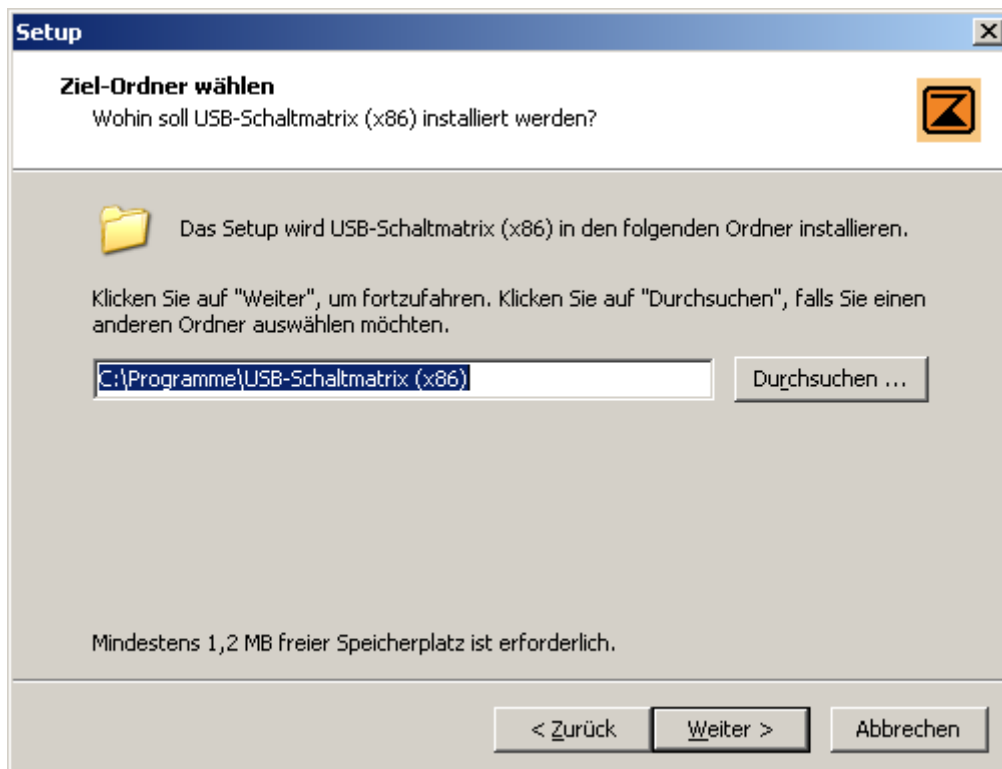 Setup
Ziel-Ordner wählen
Wohin soll USB-Schaltmatrix (x86) installiert werden?
Das Setup wird USB-Schaltmatrix (x86) in den folgenden Ordner installieren.
Klicken Sie auf "Weiter", um fortzufahren. Klicken Sie auf "Durchsuchen", falls Sie einen
anderen Ordner auswählen möchten.
C:\Programme\USB-Schaltmatrix (x86)
Durchsuchen ...
Mindestens 1,2 MB freier Speicherplatz ist erforderlich.
< Zurück
Weiter >
Abbrechen